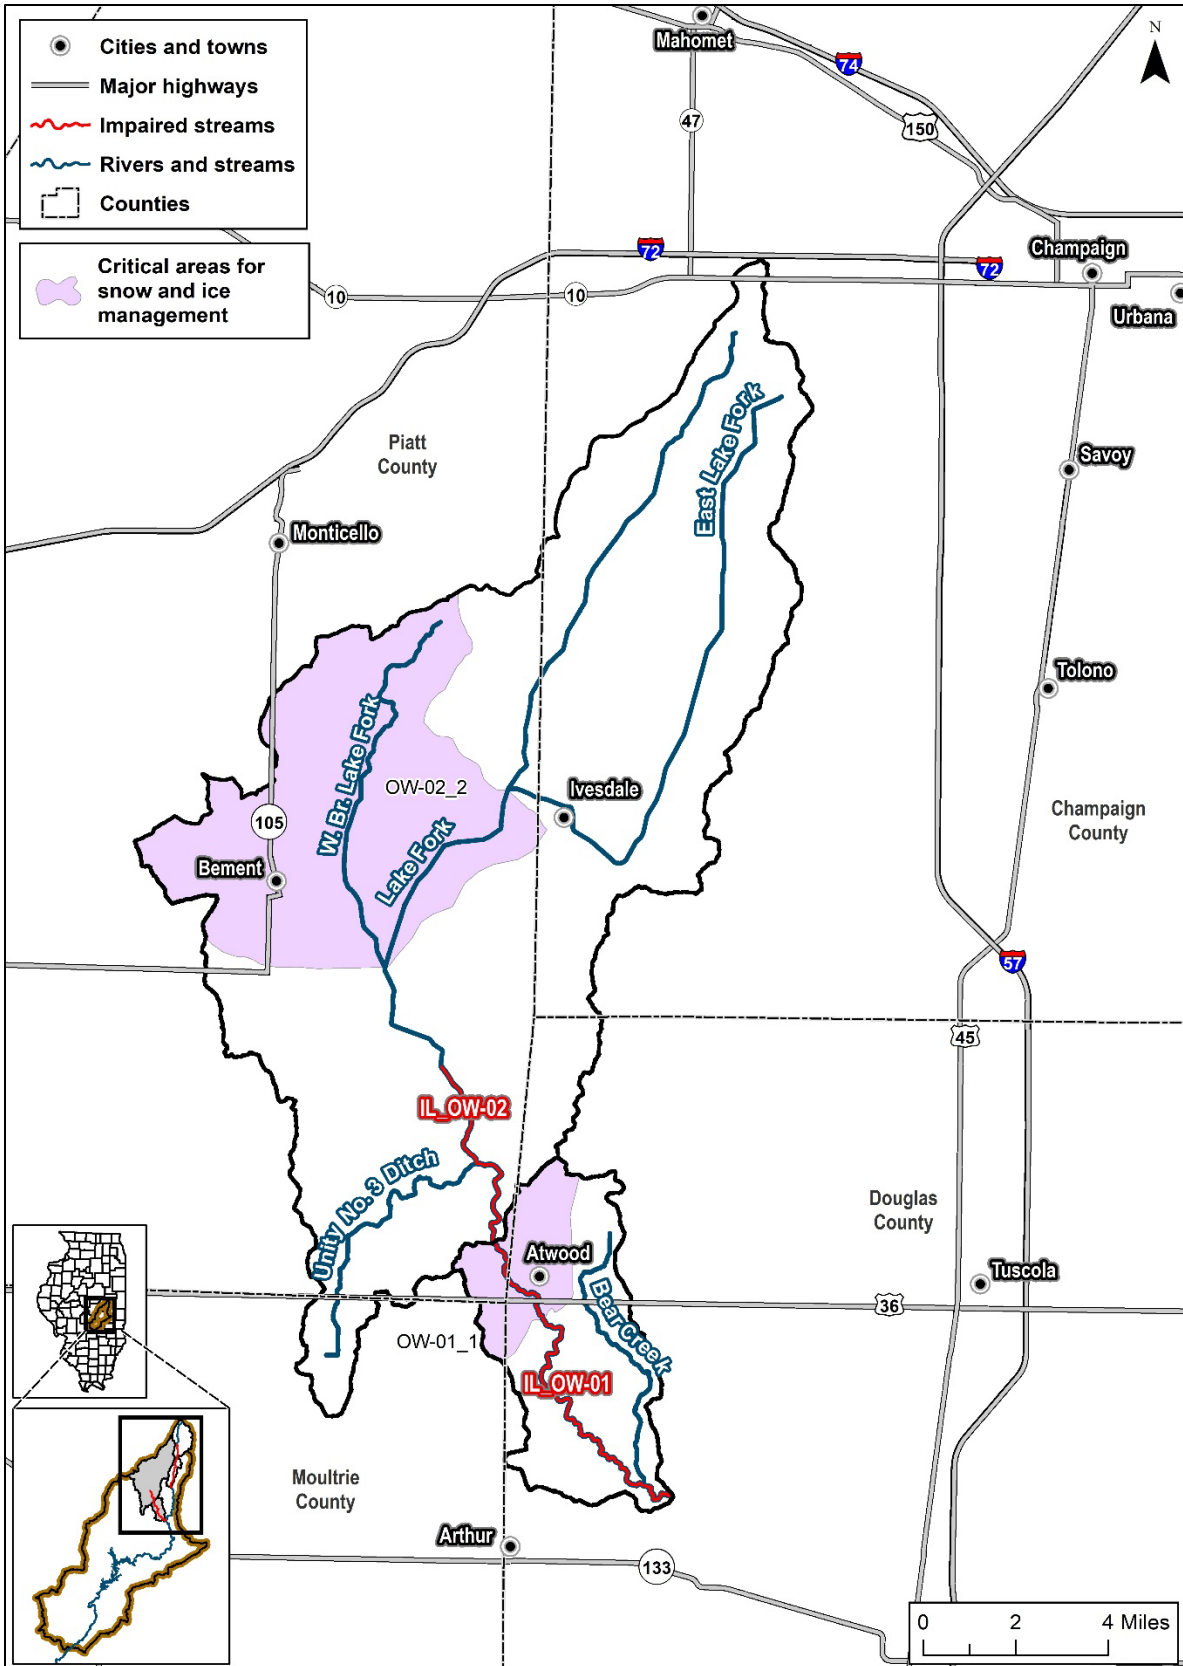 Cities and towns
Major highways
Impaired streams
Rivers and streams
Counties
Critical areas for
snow and ice
management
N
Mahomet
74
47
150
72
72
Champaign
10
10
Urbana
Piatt
County
East Lake Fork
Savoy
Monticello
Tolono
W. Br. Lake Fork
OW-02_2
Ivesdale
Champaign
County
105
Lake Fork
Bement
57
45
IL_OW-02
Unity No. 3 Ditch
Douglas
County
Atwood
Tuscola
Bear Creek
36
OW-01_1
IL_OW-01
Moultrie
County
Arthur
133
0 2 4 Miles